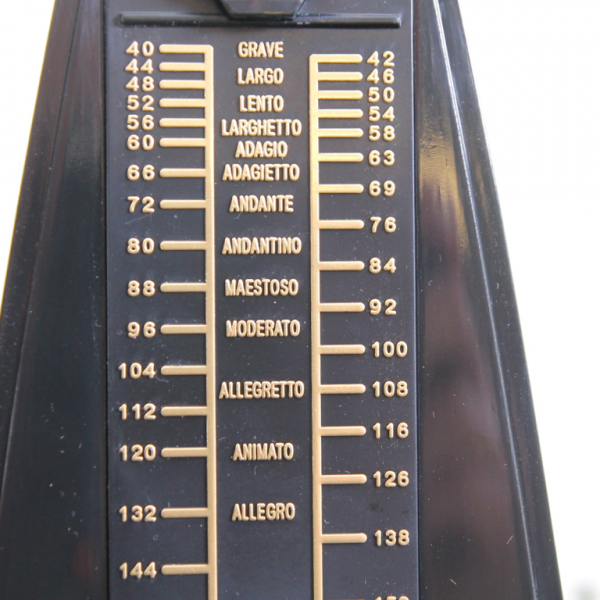 40 GRAVE 42
44 LARGO 46
48 50
52 LENTO 54
56 LARGHETTO 58
60 ADAGIO 63
66 ADAGIETTO 69
72 ANDANTE 76
80 ANDANTINO 84
88 MAESTOSO 92
96 MODERATO 100
104 ALLEGRETTO 108
112 116
120 ANIMATO 126
132 ALLEGRO 138
144